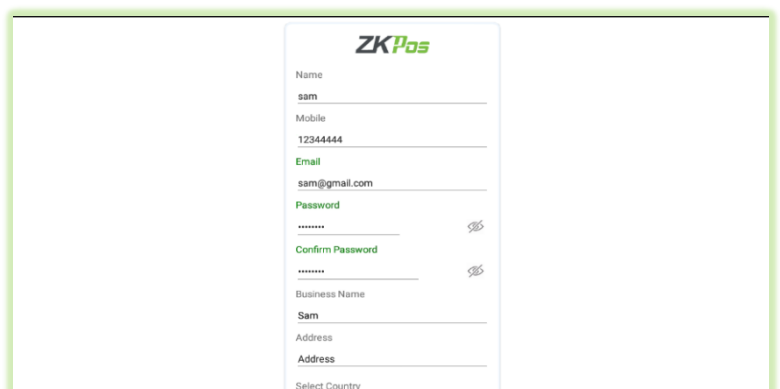 ZKPos
Name
sam
Mobile
12344444
Email
sam@gmail.com
Password
••••••••
Confirm Password
••••••••
Business Name
Sam
Address
Address
Select Country